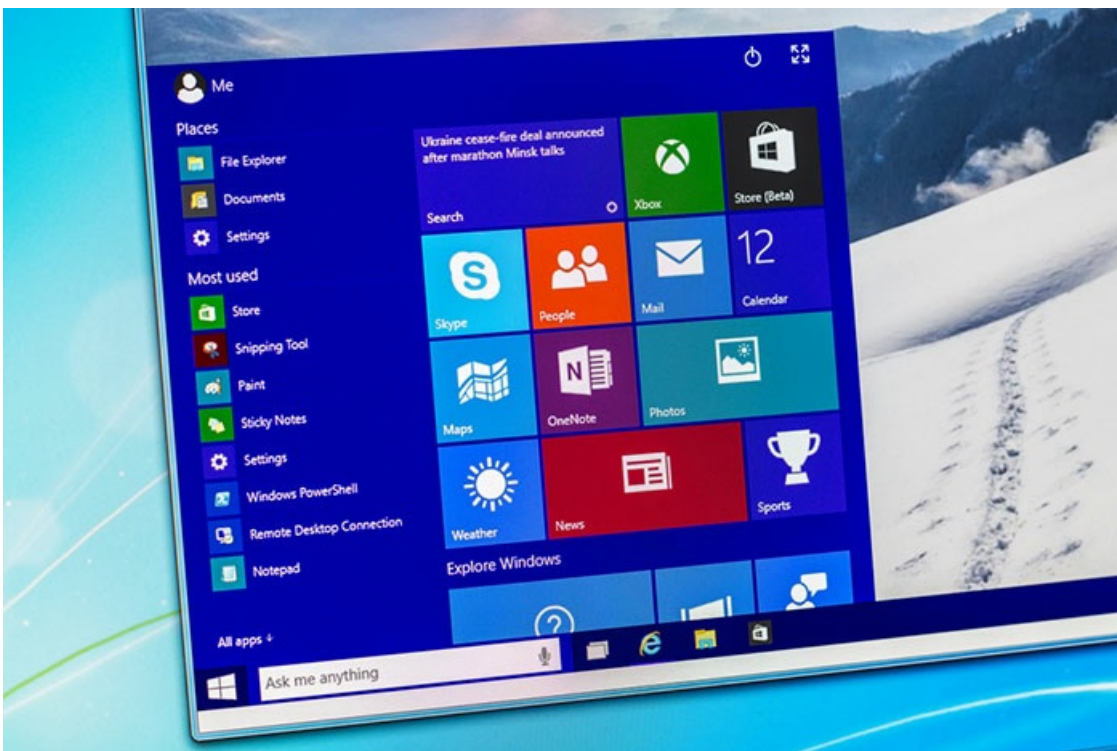 Me
Places
File Explorer
Documents
Settings
Most used
Store
Snipping Tool
Paint
Sticky Notes
Settings
Windows PowerShell
Remote Desktop Connection
Notepad
All apps
Ukraine cease-fire deal announced
after marathon Minsk talks
Search
Xbox
Store (Beta)
Skype
People
Mail
12
Calendar
Maps
N
OneNote
Photos
Weather
News
Sports
Explore Windows
Ask me anything